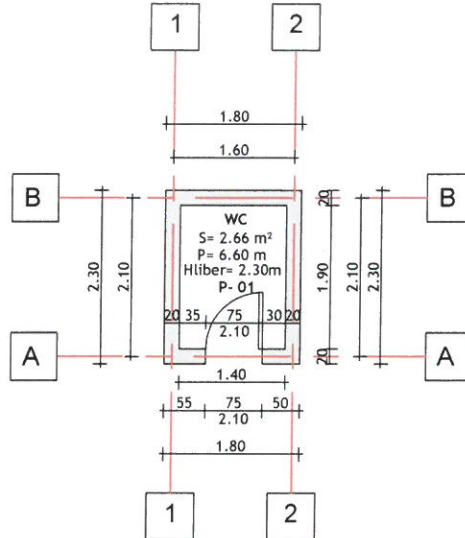 1 2
1.80
1.60
B B
WC
S= 2.66 m²
P= 6.60 m
Hliber= 2.30m
P- 01
20
2.30 2.10 1.90 2.10 2.30
20 35 75 30 20
2.10
A A
20
1.40
55 75 50
2.10
1.80
1 2